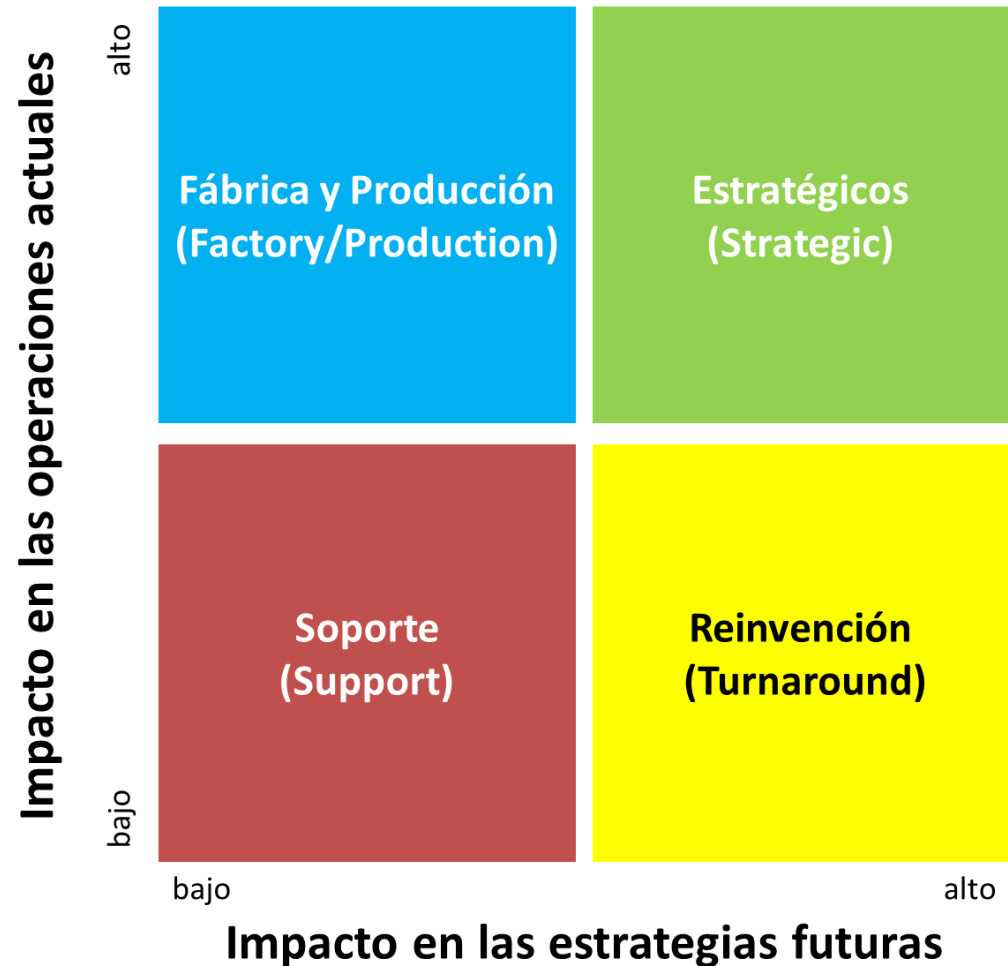 Impacto en las operaciones actuales
alto
bajo
Fábrica y Producción
(Factory/Production)
Estratégicos
(Strategic)
Soporte
(Support)
Reinvención
(Turnaround)
bajo
alto
Impacto en las estrategias futuras